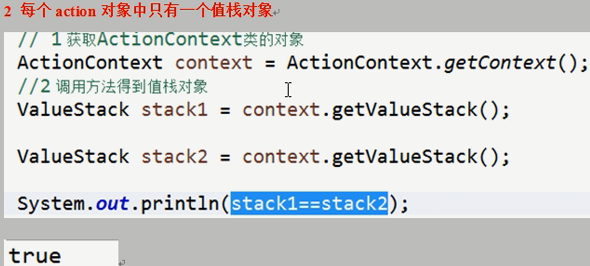 2 每个 action 对象中只有一个值栈对象
// 1 获取ActionContext类的对象
ActionContext context = ActionContext.getContext();
//2 调用方法得到值栈对象
ValueStack stack1 = context.getValueStack();
ValueStack stack2 = context.getValueStack();
System.out.println(stack1==stack2);
true